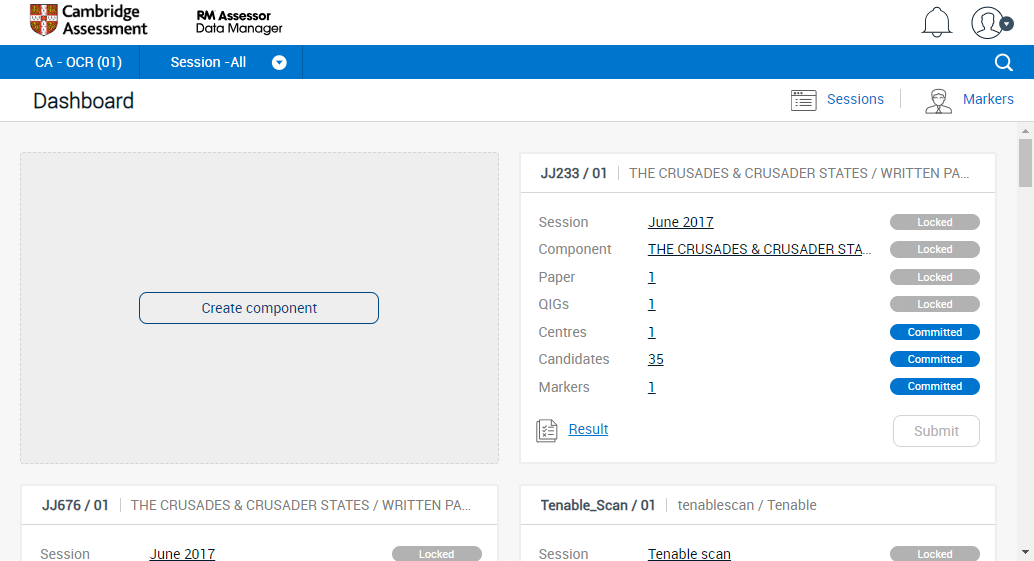 Cambridge Assessment
RM Assessor
Data Manager
CA - OCR (01)
Session -All
Dashboard
Sessions
Markers
Create component
JJ233 / 01
THE CRUSADES & CRUSADER STATES / WRITTEN PA...
Session June 2017 Locked
Component THE CRUSADES & CRUSADER STA... Locked
Paper 1 Locked
QIGs 1 Locked
Centres 1 Committed
Candidates 35 Committed
Markers 1 Committed
Result
Submit
JJ676 / 01
THE CRUSADES & CRUSADER STATES / WRITTEN PA...
Session June 2017 Locked
Tenable_Scan / 01
tenablescan / Tenable
Session Tenable scan Locked